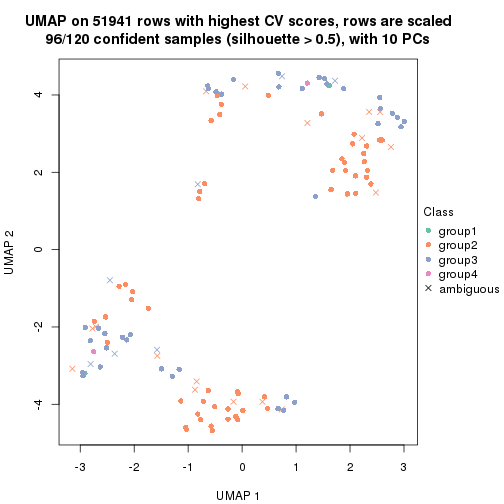 UMAP on 51941 rows with highest CV scores, rows are scaled
96/120 confident samples (silhouette > 0.5), with 10 PCs
UMAP 2
4
2
0
-2
-4
-3
-2
-1
0
1
2
3
UMAP 1
Class
group1
group2
group3
group4
ambiguous